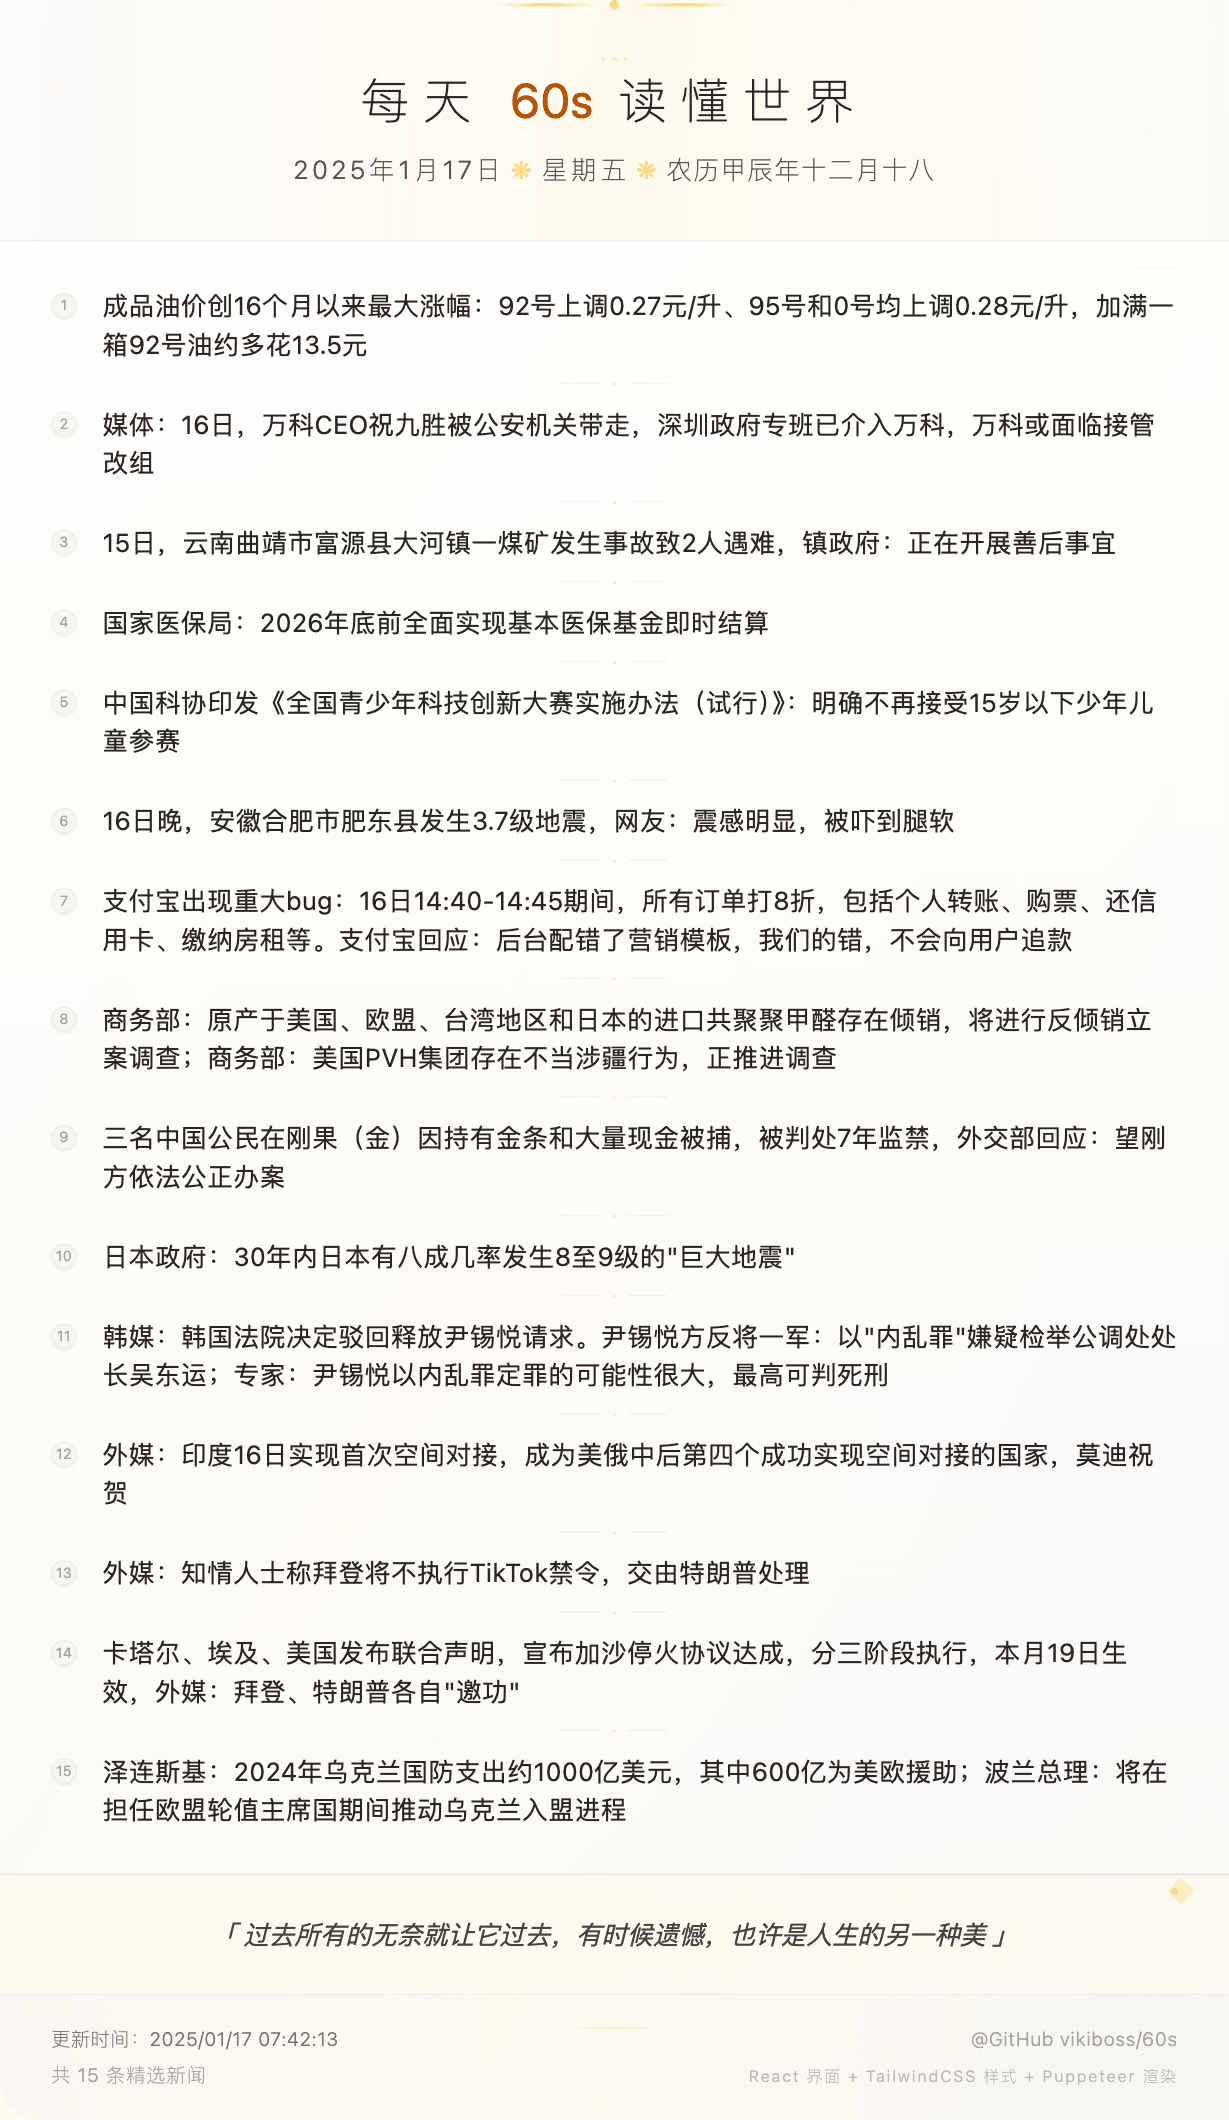 每天 60s 读懂世界
2025年1月17日 ❋ 星期五 ❋ 农历甲辰年十二月十八
1 成品油价创16个月以来最大涨幅：92号上调0.27元/升、95号和0号均上调0.28元/升，加满一
箱92号油约多花13.5元
2 媒体：16日，万科CEO祝九胜被公安机关带走，深圳政府专班已介入万科，万科或面临接管
改组
3 15日，云南曲靖市富源县大河镇一煤矿发生事故致2人遇难，镇政府：正在开展善后事宜
4 国家医保局：2026年底前全面实现基本医保基金即时结算
5 中国科协印发《全国青少年科技创新大赛实施办法（试行）》：明确不再接受15岁以下少年儿
童参赛
6 16日晚，安徽合肥市肥东县发生3.7级地震，网友：震感明显，被吓到腿软
7 支付宝出现重大bug：16日14:40-14:45期间，所有订单打8折，包括个人转账、购票、还信
用卡、缴纳房租等。支付宝回应：后台配错了营销模板，我们的错，不会向用户追款
8 商务部：原产于美国、欧盟、台湾地区和日本的进口共聚聚甲醛存在倾销，将进行反倾销立
案调查；商务部：美国PVH集团存在不当涉疆行为，正推进调查
9 三名中国公民在刚果（金）因持有金条和大量现金被捕，被判处7年监禁，外交部回应：望刚
方依法公正办案
10 日本政府：30年内日本有八成几率发生8至9级的"巨大地震"
11 韩媒：韩国法院决定驳回释放尹锡悦请求。尹锡悦方反将一军：以"内乱罪"嫌疑检举公调处处
长吴东运；专家：尹锡悦以内乱罪定罪的可能性很大，最高可判死刑
12 外媒：印度16日实现首次空间对接，成为美俄中后第四个成功实现空间对接的国家，莫迪祝
贺
13 外媒：知情人士称拜登将不执行TikTok禁令，交由特朗普处理
14 卡塔尔、埃及、美国发布联合声明，宣布加沙停火协议达成，分三阶段执行，本月19日生
效，外媒：拜登、特朗普各自"邀功"
15 泽连斯基：2024年乌克兰国防支出约1000亿美元，其中600亿为美欧援助；波兰总理：将在
担任欧盟轮值主席国期间推动乌克兰入盟进程
「 过去所有的无奈就让它过去，有时候遗憾，也许是人生的另一种美 」
更新时间：2025/01/17 07:42:13
@GitHub vikiboss/60s
共 15 条精选新闻
React 界面 + TailwindCSS 样式 + Puppeteer 渲染